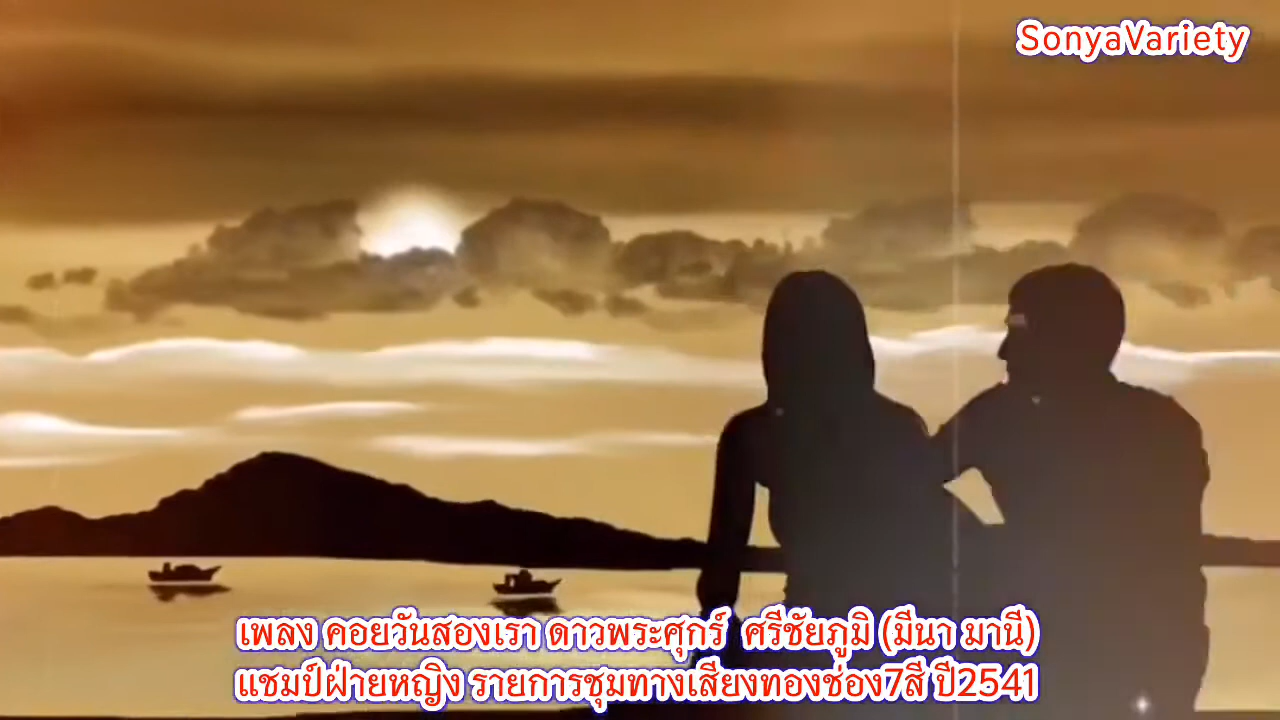 SonyaVariety
เพลง คอยวันสองเรา ดาวพระศุกร์ ศรีชัยภูมิ (มีนา มานี)
แชมป์ฝ่ายหญิง รายการชุมทางเสียงทองช่อง7สี ปี2541